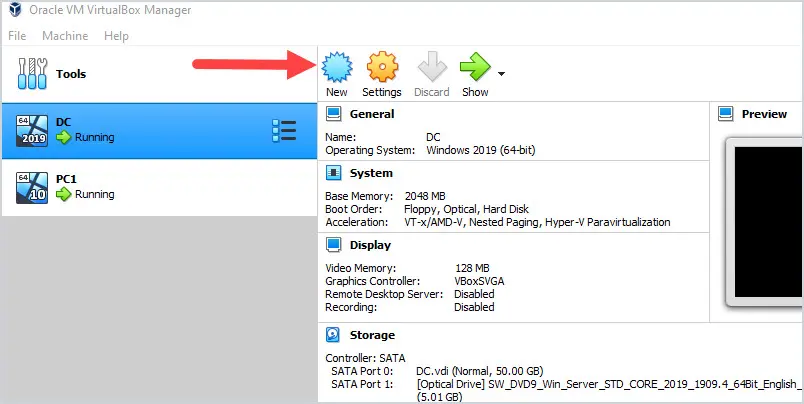 Oracle VM VirtualBox Manager
File Machine Help
Tools
New Settings Discard Show
64 2019 DC
Running
64 10 PC1
Running
General
Name: DC
Operating System: Windows 2019 (64-bit)
System
Base Memory: 2048 MB
Boot Order: Floppy, Optical, Hard Disk
Acceleration: VT-x/AMD-V, Nested Paging, Hyper-V Paravirtualization
Display
Video Memory: 128 MB
Graphics Controller: VBoxSVGA
Remote Desktop Server: Disabled
Recording: Disabled
Storage
Controller: SATA
SATA Port 0: DC.vdi (Normal, 50.00 GB)
SATA Port 1: [Optical Drive] SW_DVD9_Win_Server_STD_CORE_2019_1909.4_64Bit_English_
(5.01 GB)
Preview